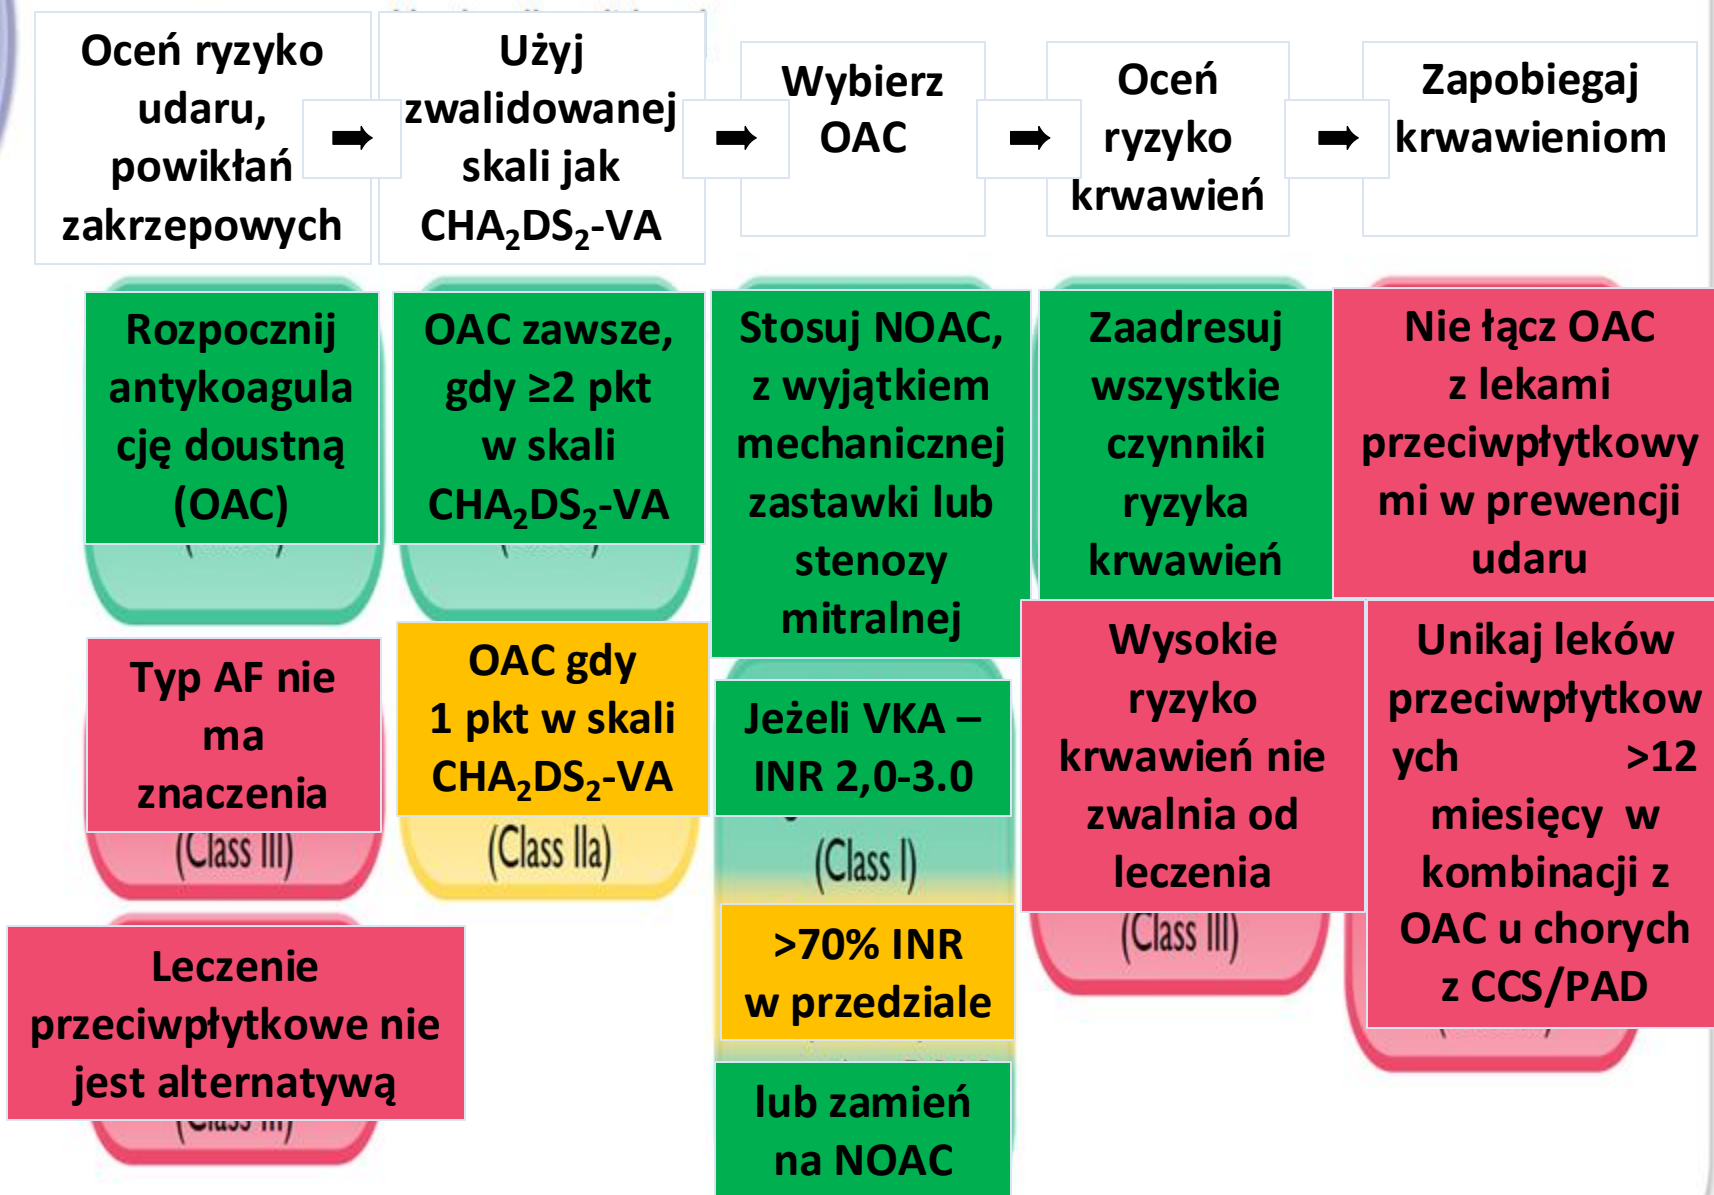 Oceń ryzyko
udaru,
powikłań
zakrzepowych
➡
Użyj
zwalidowanej
skali jak
CHA₂DS₂-VA
➡
Wybierz
OAC
➡
Oceń
ryzyko
krwawień
➡
Zapobiegaj
krwawieniom
Rozpocznij
antykoagula
cję doustną
(OAC)
Typ AF nie
ma
znaczenia
(Class III)
Leczenie
przeciwpłytkowe nie
jest alternatywą
OAC zawsze,
gdy ≥2 pkt
w skali
CHA₂DS₂-VA
OAC gdy
1 pkt w skali
CHA₂DS₂-VA
(Class IIa)
Stosuj NOAC,
z wyjątkiem
mechanicznej
zastawki lub
stenozy
mitralnej
Jeżeli VKA –
INR 2,0-3.0
(Class I)
>70% INR
w przedziale
lub zamień
na NOAC
Zaadresuj
wszystkie
czynniki
ryzyka
krwawień
Wysokie
ryzyko
krwawień nie
zwalnia od
leczenia
(Class III)
Nie łącz OAC
z lekami
przeciwpłytkowy
mi w prewencji
udaru
Unikaj leków
przeciwpłytkow
ych >12
miesięcy w
kombinacji z
OAC u chorych
z CCS/PAD